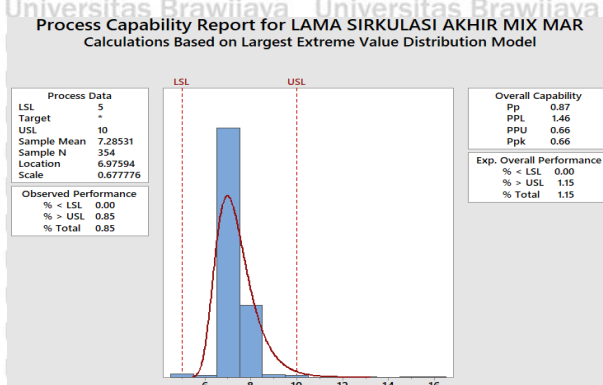 Universitas Brawijaya Universitas Brawijaya
Process Capability Report for LAMA SIRKULASI AKHIR MIX MAR
Calculations Based on Largest Extreme Value Distribution Model
LSL USL
Process Data
LSL 5
Target *
USL 10
Sample Mean 7.28531
Sample N 354
Location 6.97594
Scale 0.677776
Observed Performance
% < LSL 0.00
% > USL 0.85
% Total 0.85
Overall Capability
Pp 0.87
PPL 1.46
PPU 0.66
Ppk 0.66
Exp. Overall Performance
% < LSL 0.00
% > USL 1.15
% Total 1.15
6 8 10 12 14 16